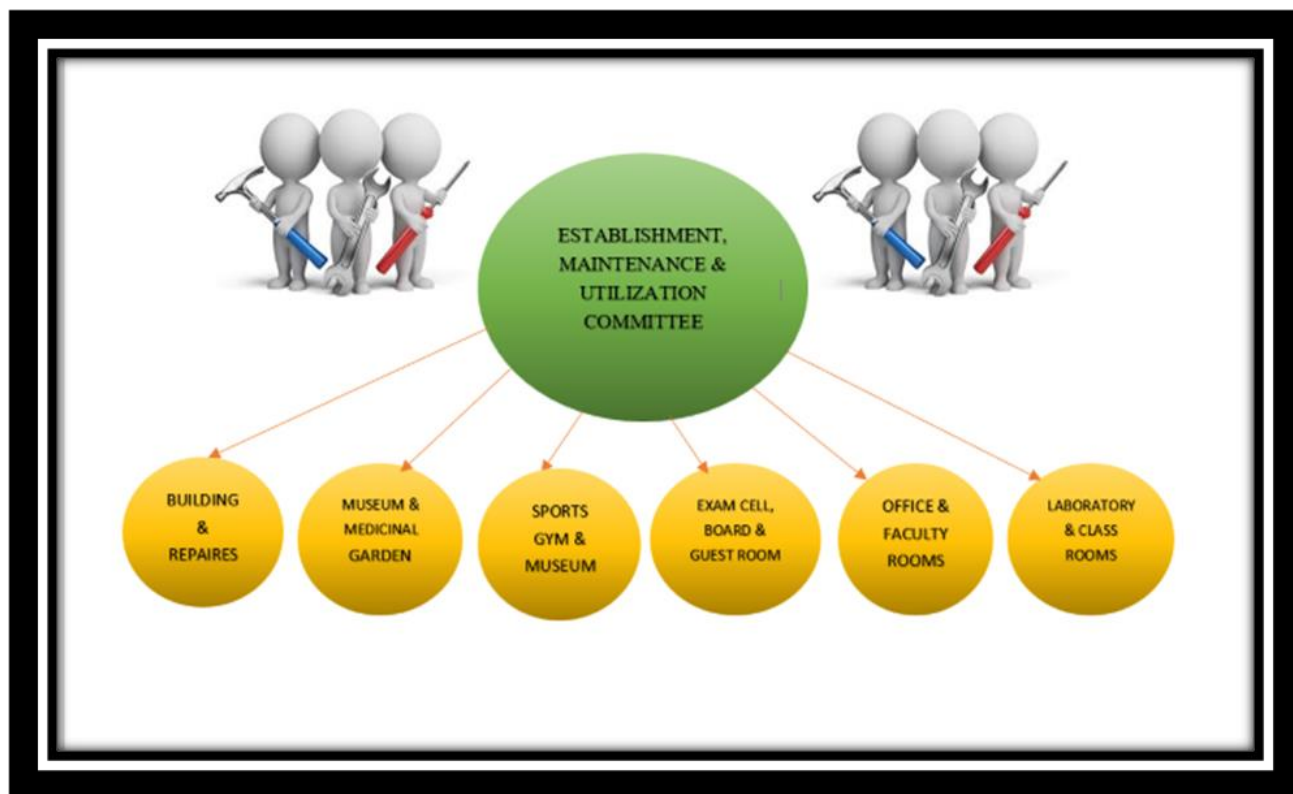 ESTABLISHMENT,
MAINTENANCE &
UTILIZATION
COMMITTEE
BUILDING
&
REPAIRES
MUSEUM &
MEDICINAL
GARDEN
SPORTS
GYM &
MUSEUM
EXAM CELL,
BOARD &
GUEST ROOM
OFFICE &
FACULTY
ROOMS
LABORATORY
& CLASS
ROOMS